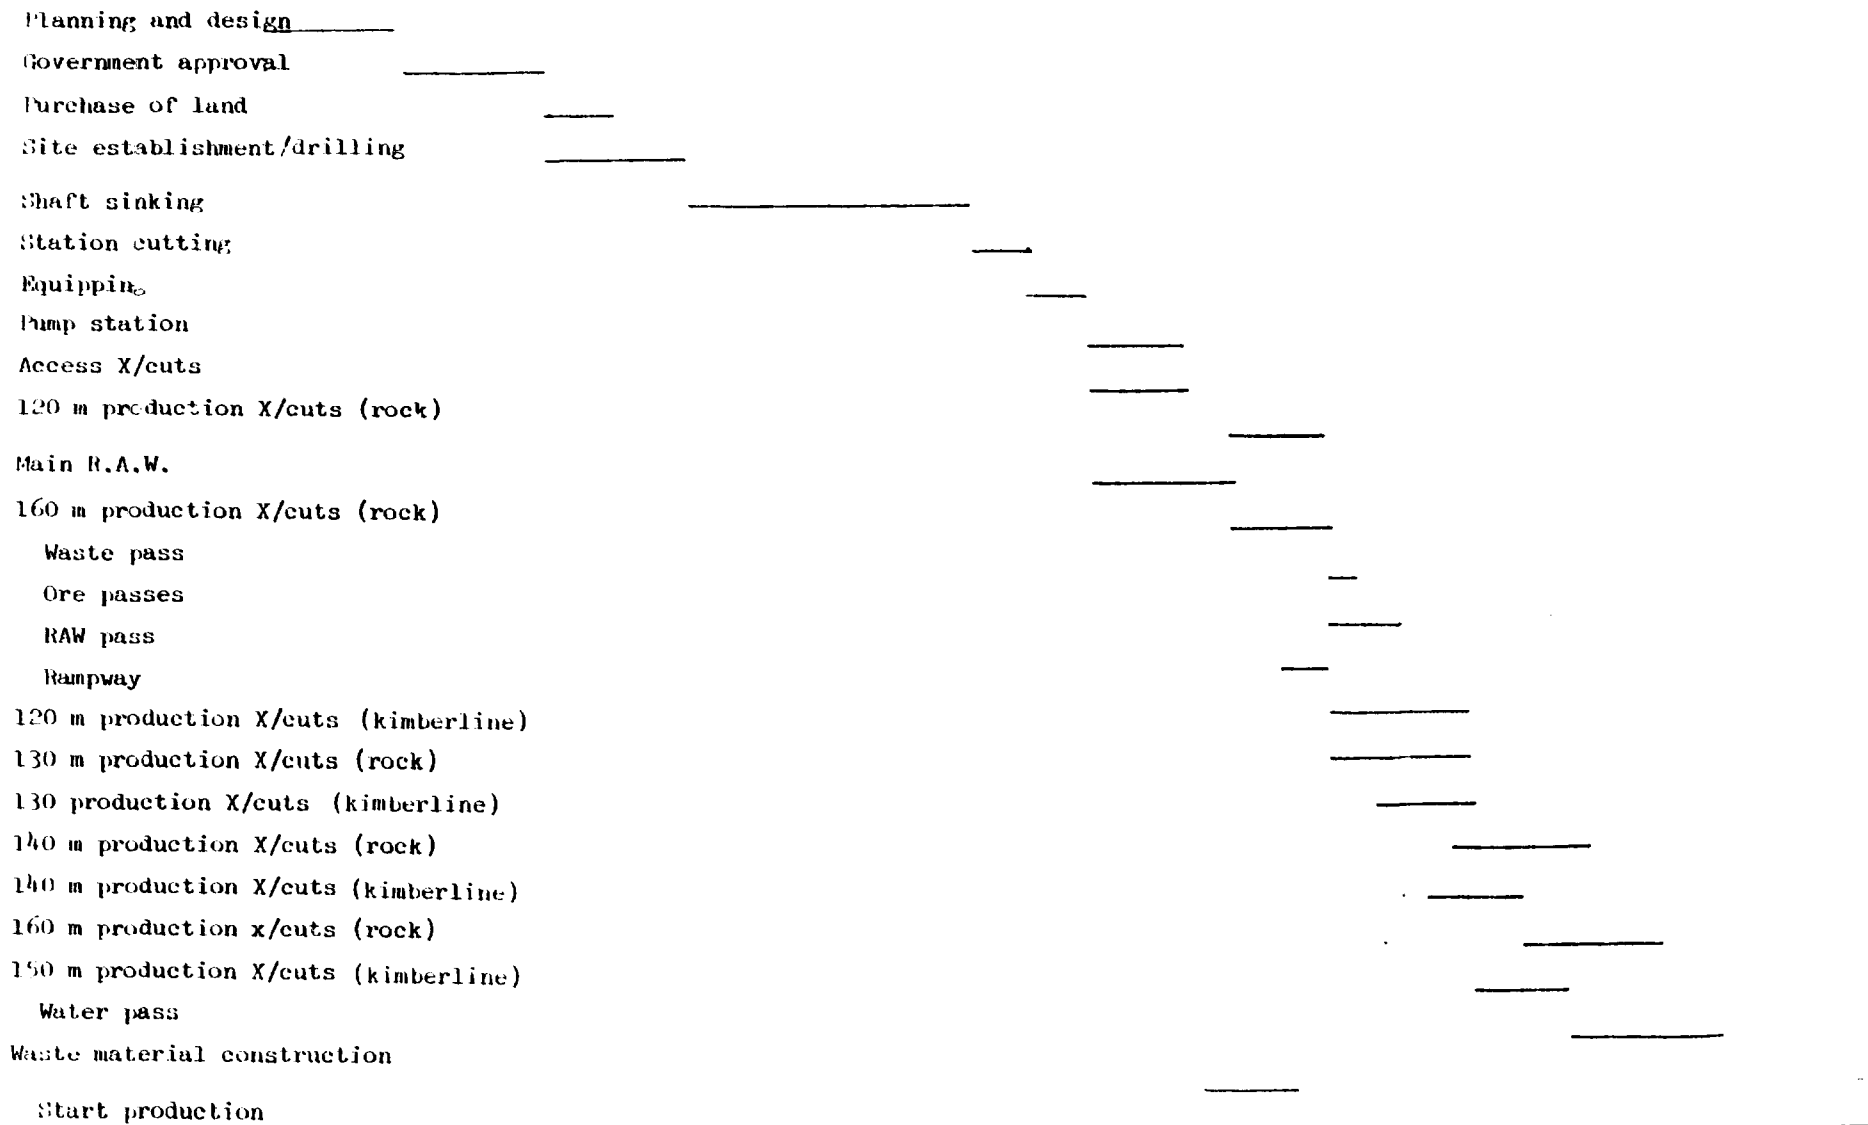 Planning and design
Government approval
Purchase of land
Site establishment/drilling
Shaft sinking
Station cutting
Equipping
Pump station
Access X/cuts
120 m production X/cuts (rock)
Main R.A.W.
160 m production X/cuts (rock)
Waste pass
Ore passes
RAW pass
Rampway
120 m production X/cuts (kimberline)
130 m production X/cuts (rock)
130 production X/cuts (kimberline)
140 m production X/cuts (rock)
140 m production X/cuts (kimberline)
160 m production x/cuts (rock)
150 m production X/cuts (kimberline)
Water pass
Waste material construction
Start production